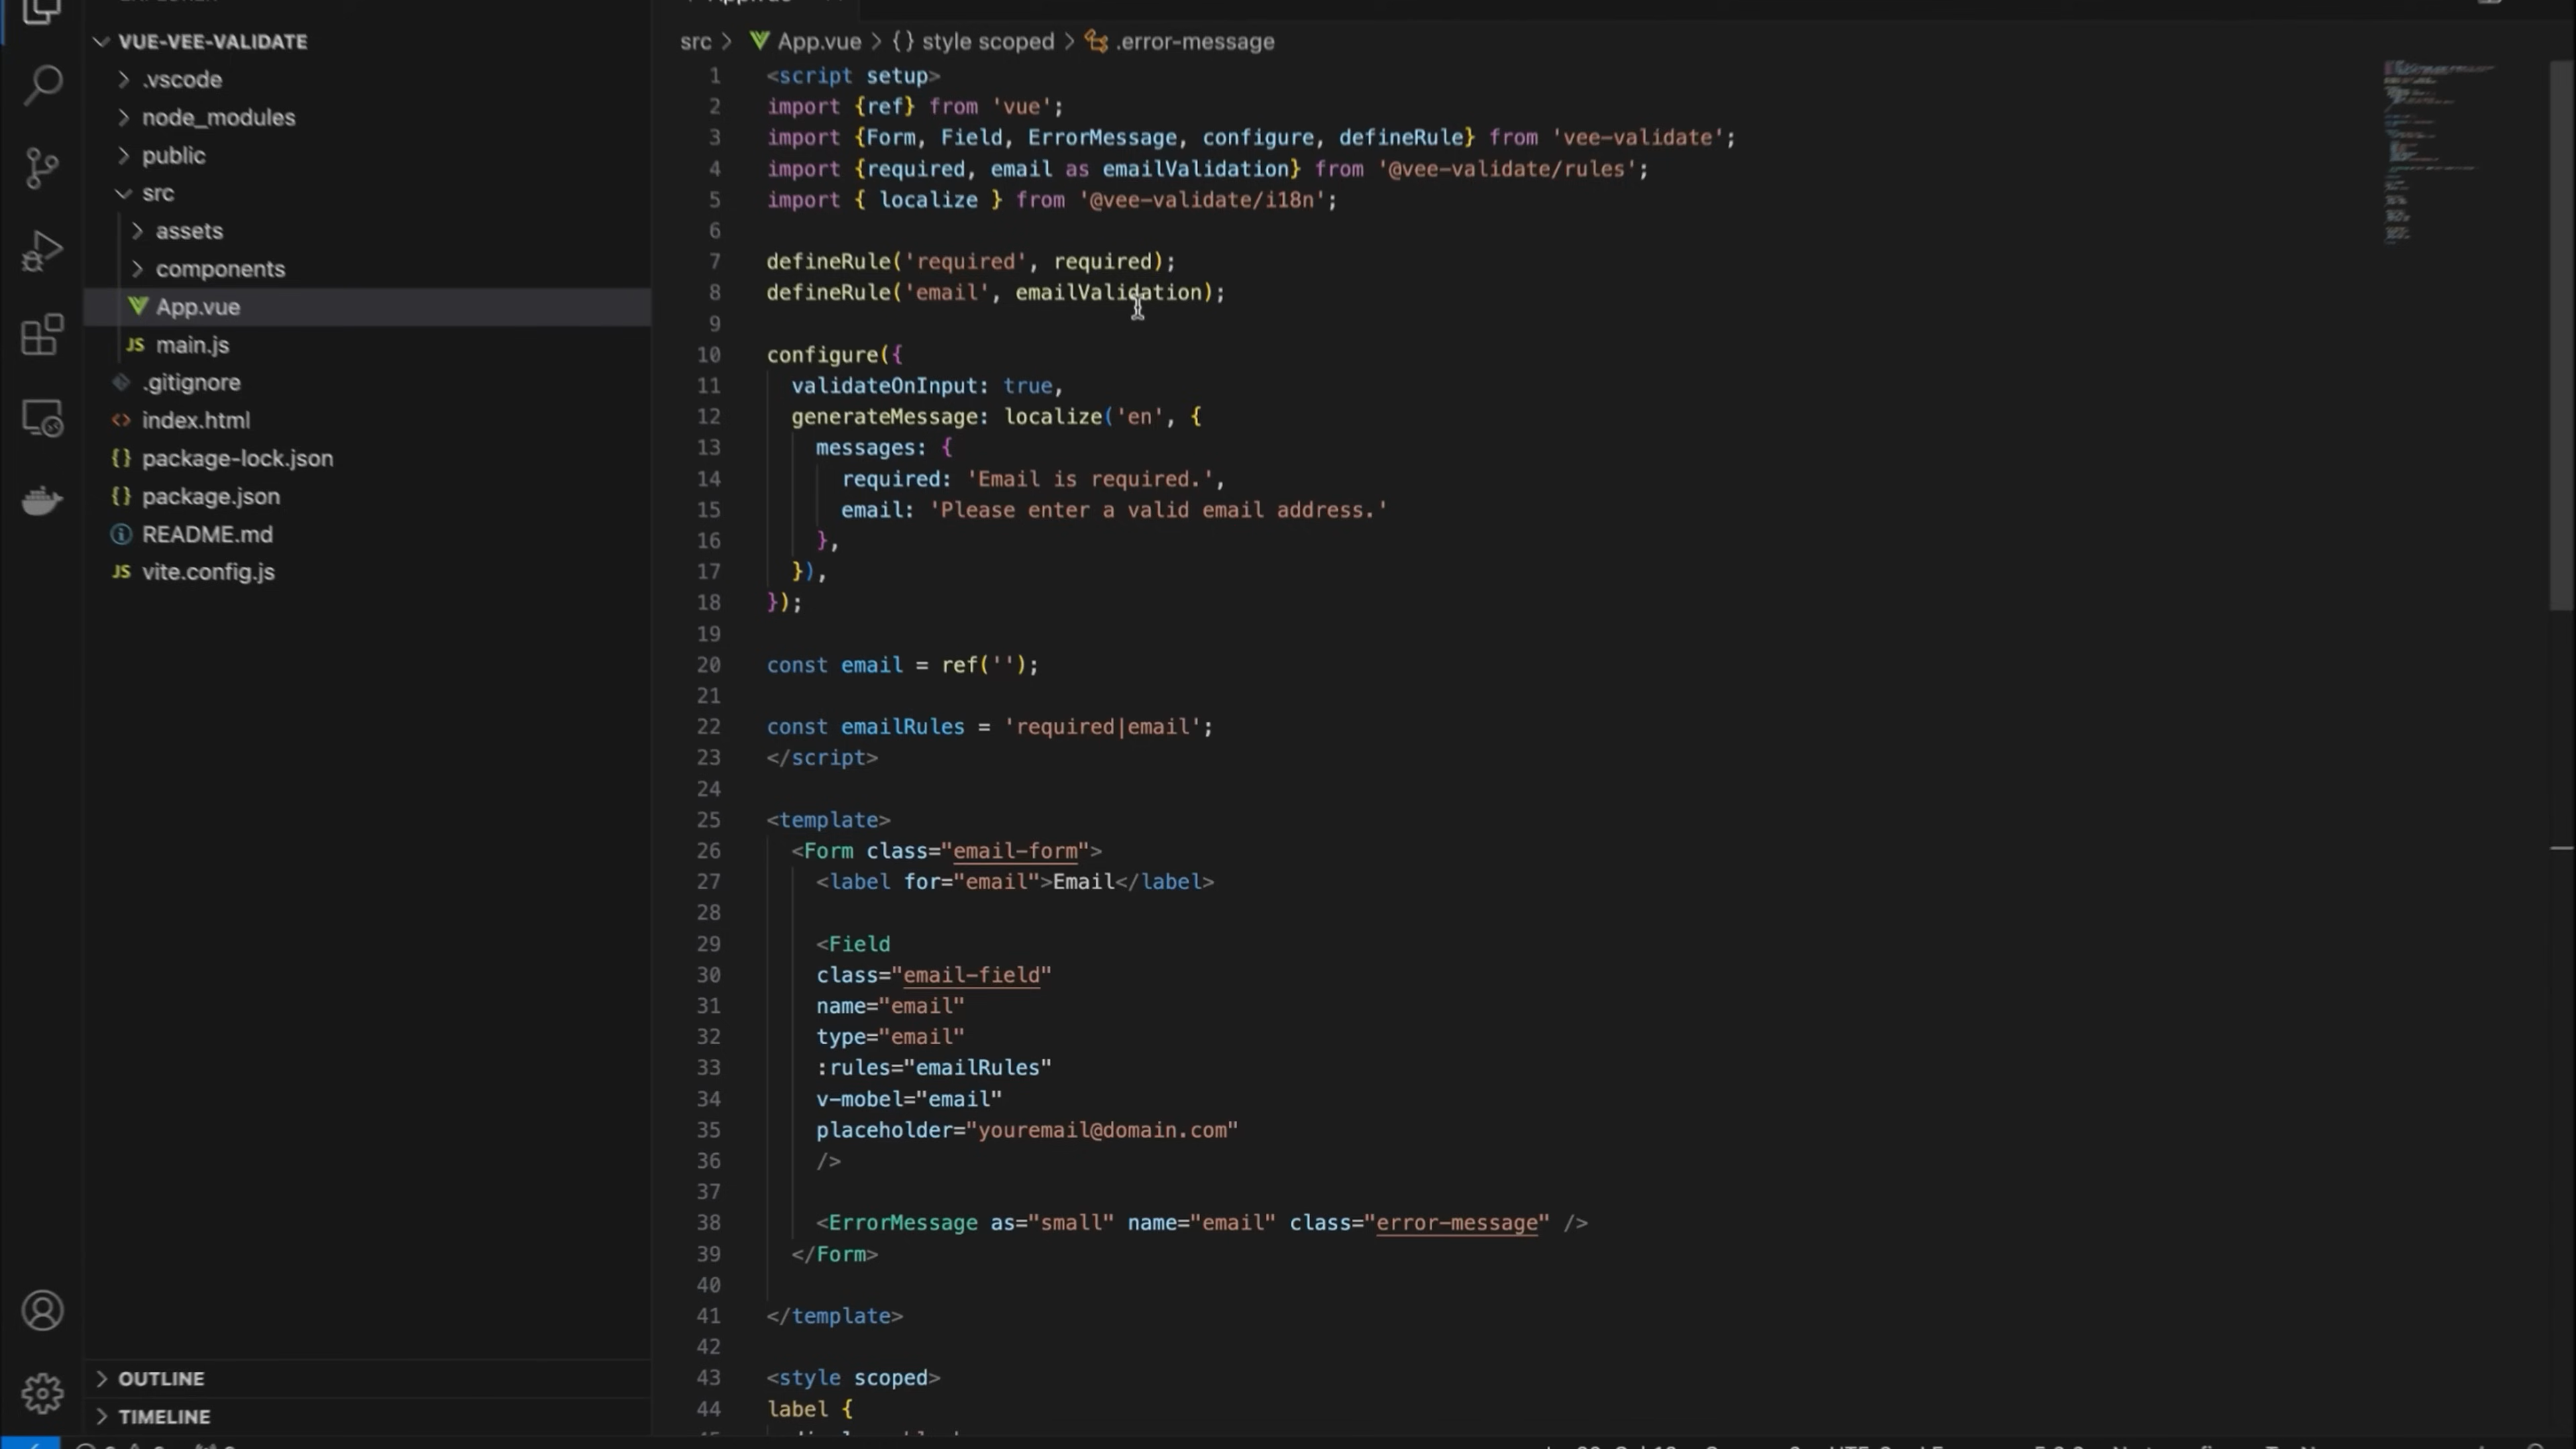 VUE-VEE-VALIDATE
.vscode
node_modules
public
src
assets
components
App.vue
JS main.js
.gitignore
index.html
package-lock.json
package.json
README.md
JS vite.config.js
OUTLINE
TIMELINE
src > App.vue > {} style scoped > .error-message
1 <script setup>
2 import {ref} from 'vue';
3 import {Form, Field, ErrorMessage, configure, defineRule} from 'vee-validate';
4 import {required, email as emailValidation} from '@vee-validate/rules';
5 import { localize } from '@vee-validate/i18n';
6
7 defineRule('required', required);
8 defineRule('email', emailValidation);
9
10 configure({
11 validateOnInput: true,
12 generateMessage: localize('en', {
13 messages: {
14 required: 'Email is required.',
15 email: 'Please enter a valid email address.'
16 },
17 }),
18 });
19
20 const email = ref('');
21
22 const emailRules = 'required|email';
23 </script>
24
25 <template>
26 <Form class="email-form">
27 <label for="email">Email</label>
28
29 <Field
30 class="email-field"
31 name="email"
32 type="email"
33 :rules="emailRules"
34 v-mobel="email"
35 placeholder="youremail@domain.com"
36 />
37
38 <ErrorMessage as="small" name="email" class="error-message" />
39 </Form>
40
41 </template>
42
43 <style scoped>
44 label {